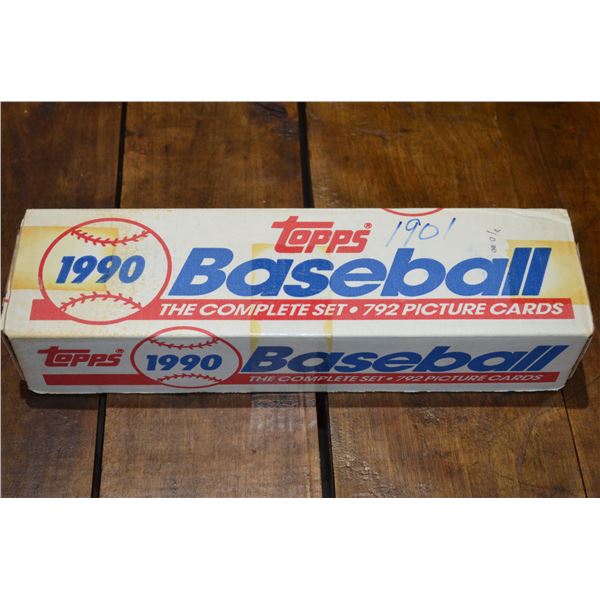 Topps®
1901
1990
Baseball
THE COMPLETE SET • 792 PICTURE CARDS
Topps
1990
Baseball
THE COMPLETE SET • 792 PICTURE CARDS